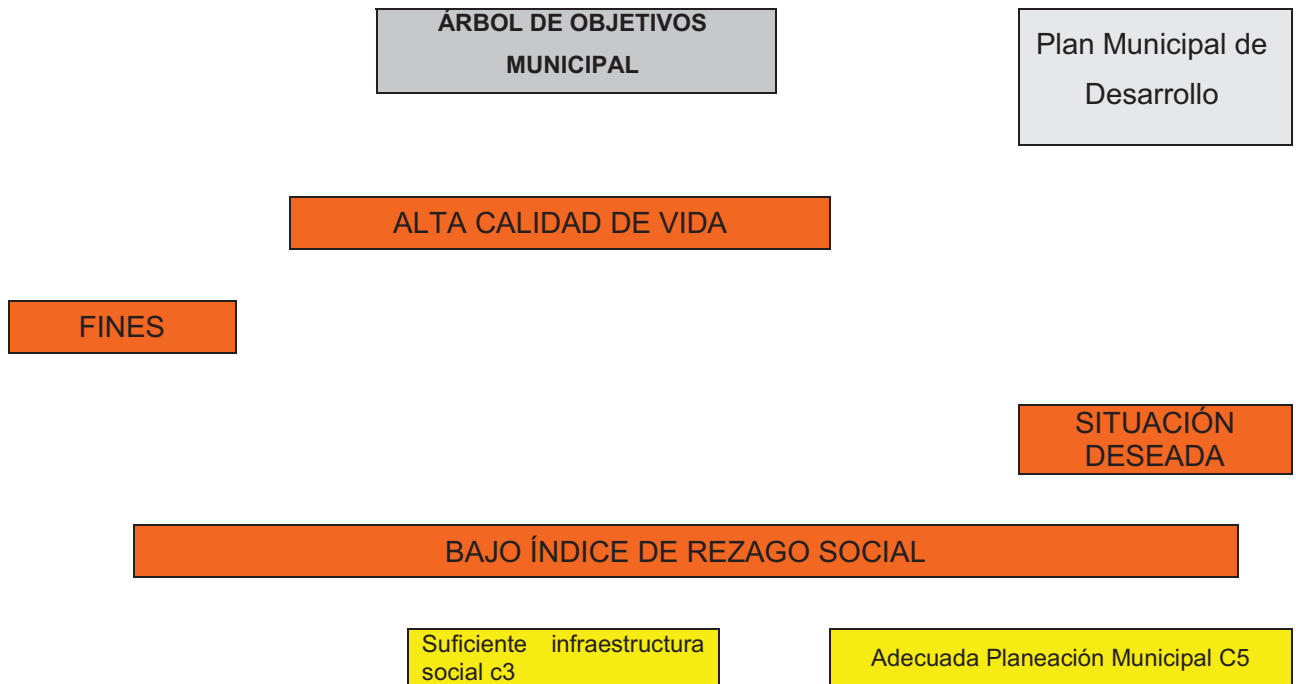 ÁRBOL DE OBJETIVOS
MUNICIPAL
Plan Municipal de
Desarrollo
ALTA CALIDAD DE VIDA
FINES
SITUACIÓN
DESEADA
BAJO ÍNDICE DE REZAGO SOCIAL
Suficiente infraestructura
social c3
Adecuada Planeación Municipal C5